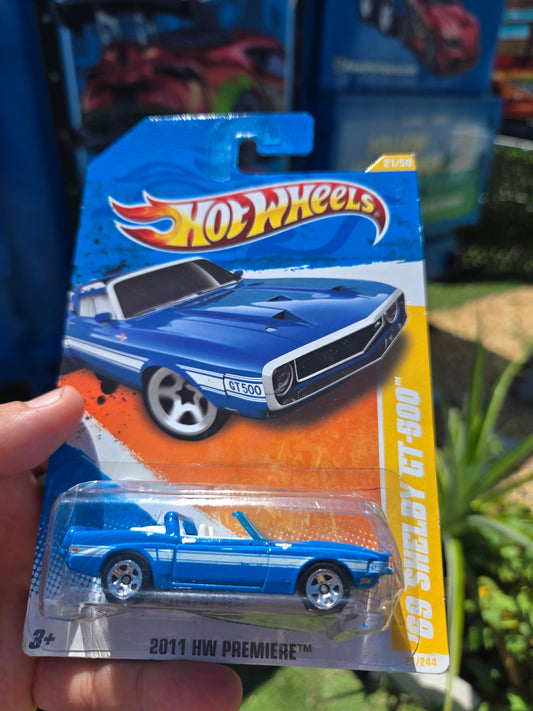 21/50
HOT WHEELS
GT500
'69 SHELBY GT-500™
3+
2011 HW PREMIERE™
/244